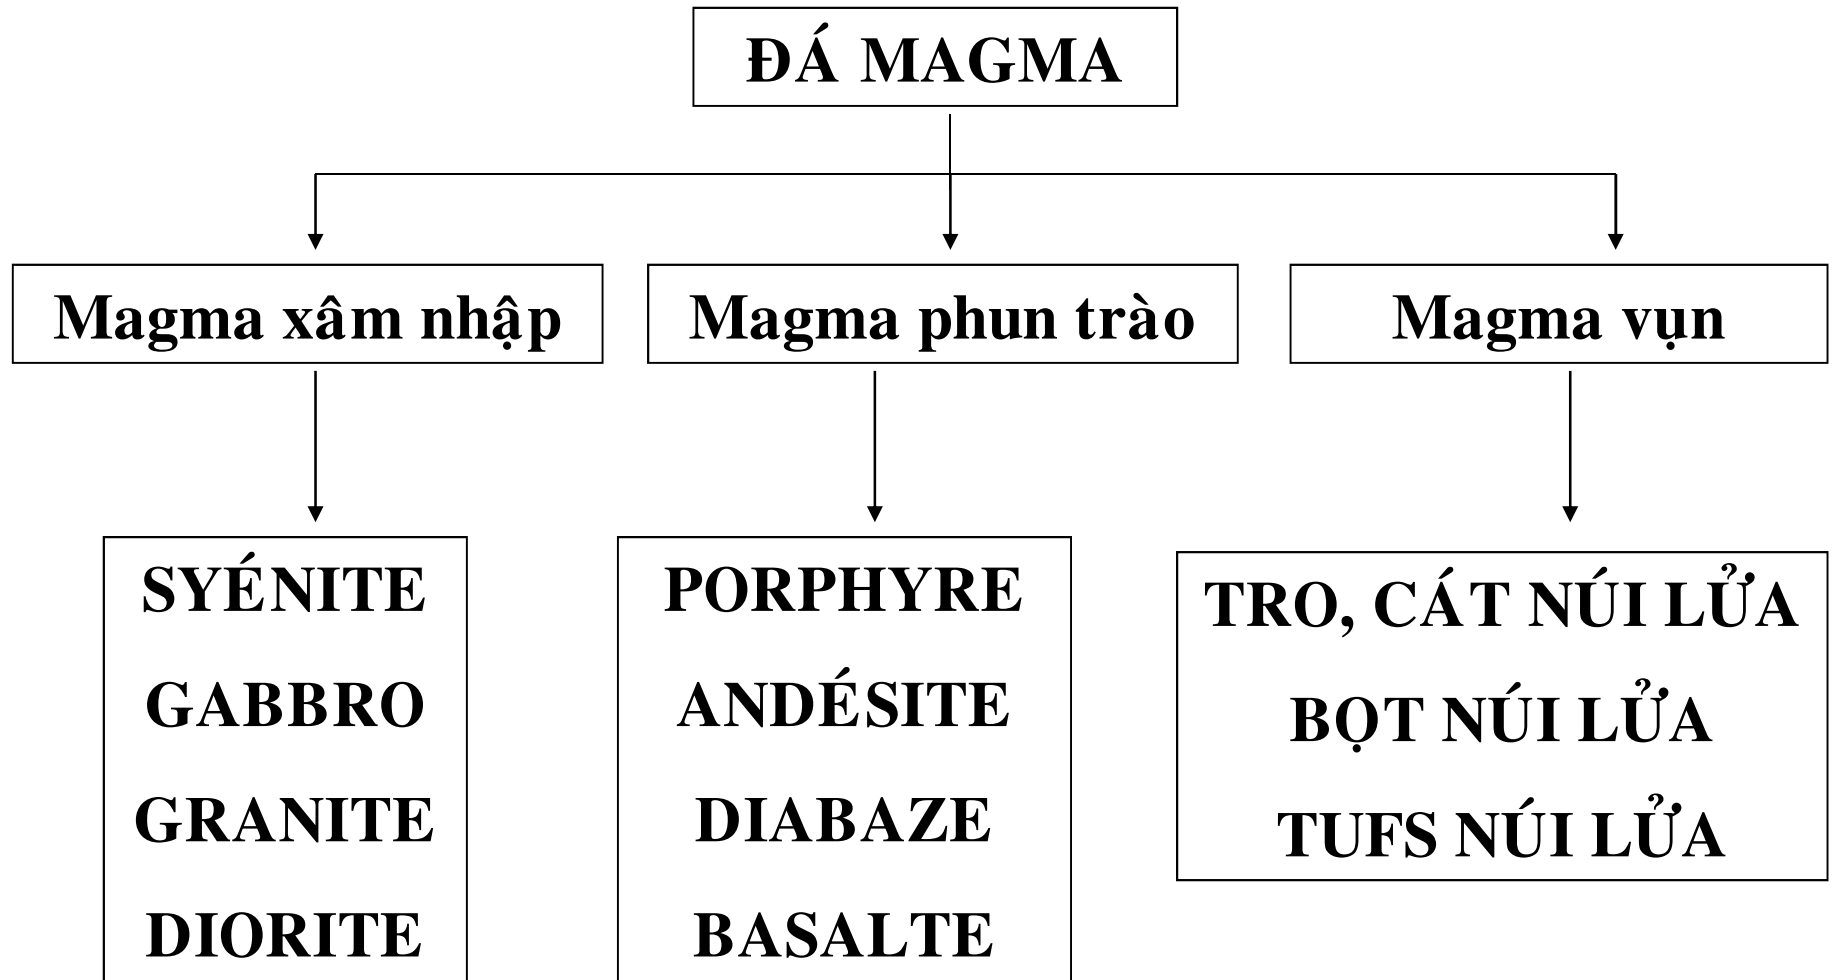 ĐÁ MAGMA
Magma xâm nhập
Magma phun trào
Magma vụn
SYÉNITE
GABBRO
GRANITE
DIORITE
PORPHYRE
ANDÉSITE
DIABAZE
BASALTE
TRO, CÁT NÚI LỬA
BỌT NÚI LỬA
TUFS NÚI LỬA